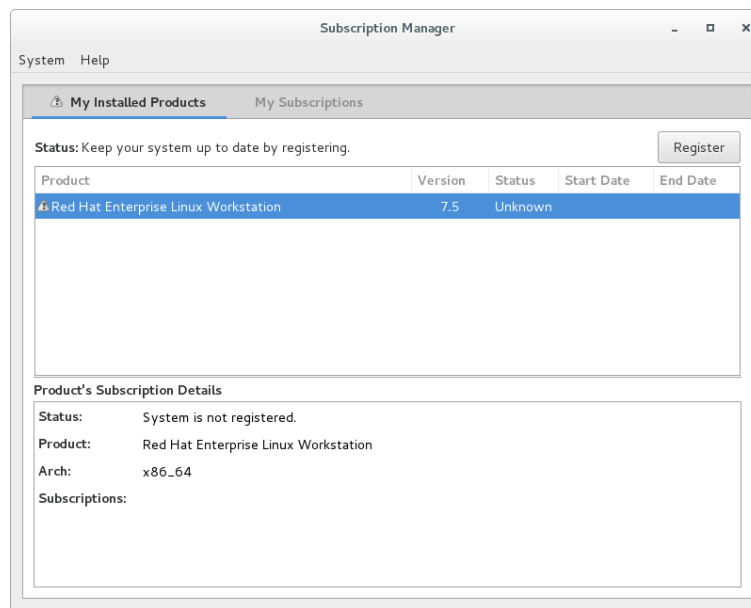 Subscription Manager
System Help
My Installed Products My Subscriptions
Status: Keep your system up to date by registering. Register
Product Version Status Start Date End Date
Red Hat Enterprise Linux Workstation 7.5 Unknown
Product's Subscription Details
Status: System is not registered.
Product: Red Hat Enterprise Linux Workstation
Arch: x86_64
Subscriptions: